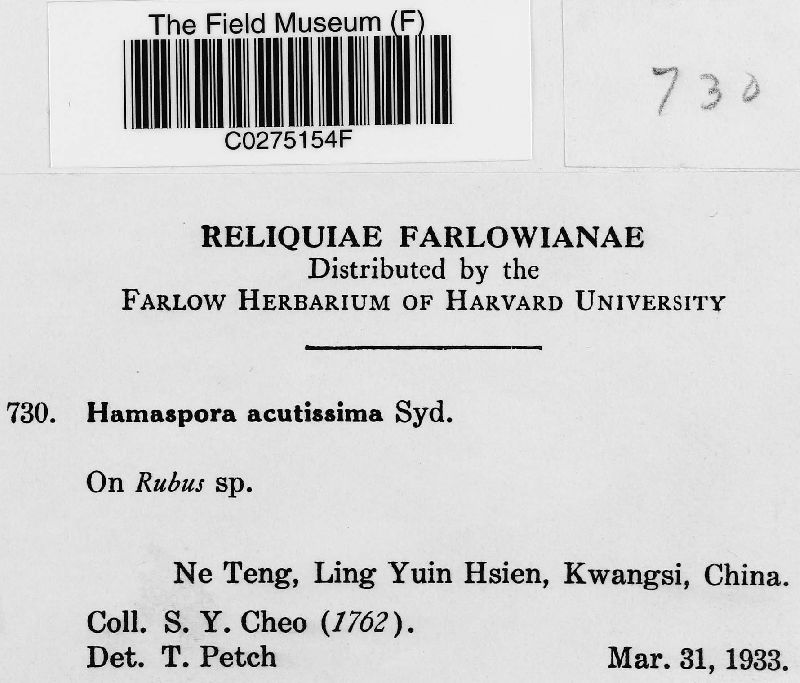 The Field Museum (F)
C0275154F
730
RELIQUIAE FARLOWIANAE
Distributed by the
FARLOW HERBARIUM OF HARVARD UNIVERSITY
730. Hamaspora acutissima Syd.
On Rubus sp.
Ne Teng, Ling Yuin Hsien, Kwangsi, China.
Coll. S. Y. Cheo (1762).
Det. T. Petch Mar. 31, 1933.